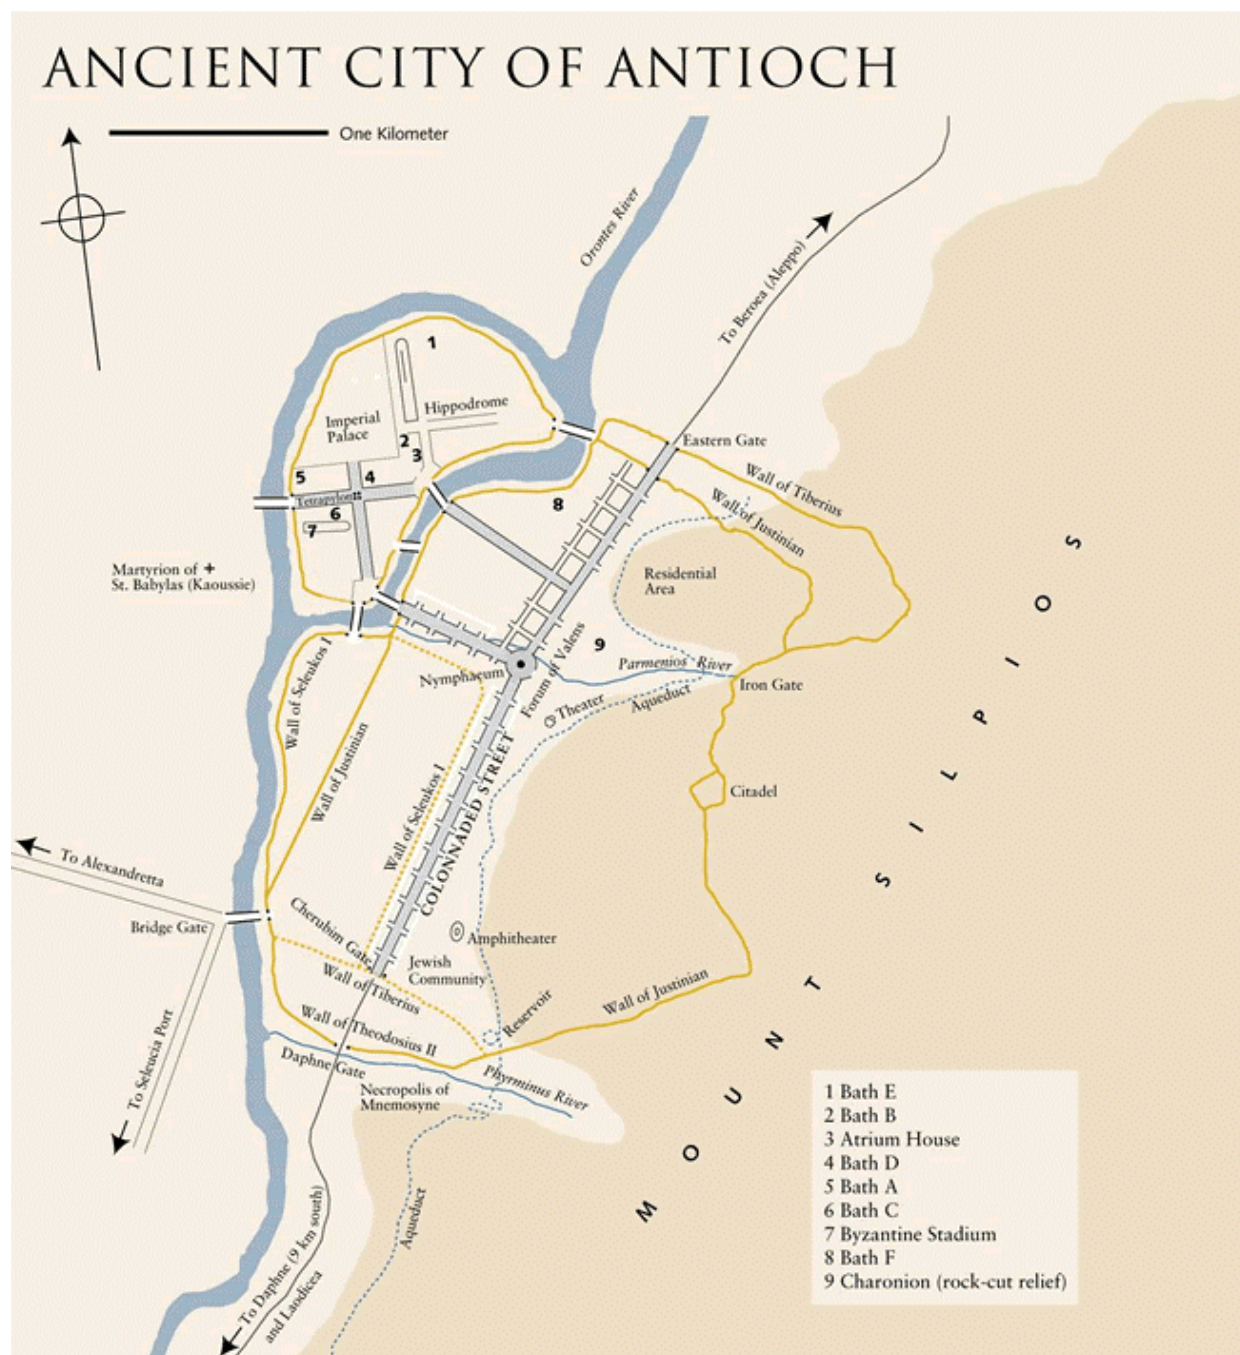 ANCIENT CITY OF ANTIOCH
One Kilometer
Orontes River
To Beroea (Aleppo)
1
Imperial
Palace
Hippodrome
2
3
Eastern Gate
Wall of Tiberius
5
4
Tetrapylon
6
7
8
Wall of Justinian
Martyrion of
St. Babylas (Kaoussie)
Residential
Area
9
Parmenios River
Nymphaeum
Forum of Valens
Iron Gate
Wall of Seleukos I
Theater
Aqueduct
Wall of Justinian
Wall of Seleukos I
COLONNADED STREET
Citadel
MOUNT SILPIOS
To Alexandretta
Bridge Gate
Cherubim Gate
Amphitheater
Jewish
Community
Wall of Tiberius
Reservoir
Wall of Justinian
Wall of Theodosius II
To Seleucia Port
Daphne Gate
Necropolis of
Mnemosyne
Phyrminus River
Aqueduct
To Daphne (9 km south)
and Laodicea
1 Bath E
2 Bath B
3 Atrium House
4 Bath D
5 Bath A
6 Bath C
7 Byzantine Stadium
8 Bath F
9 Charonion (rock-cut relief)